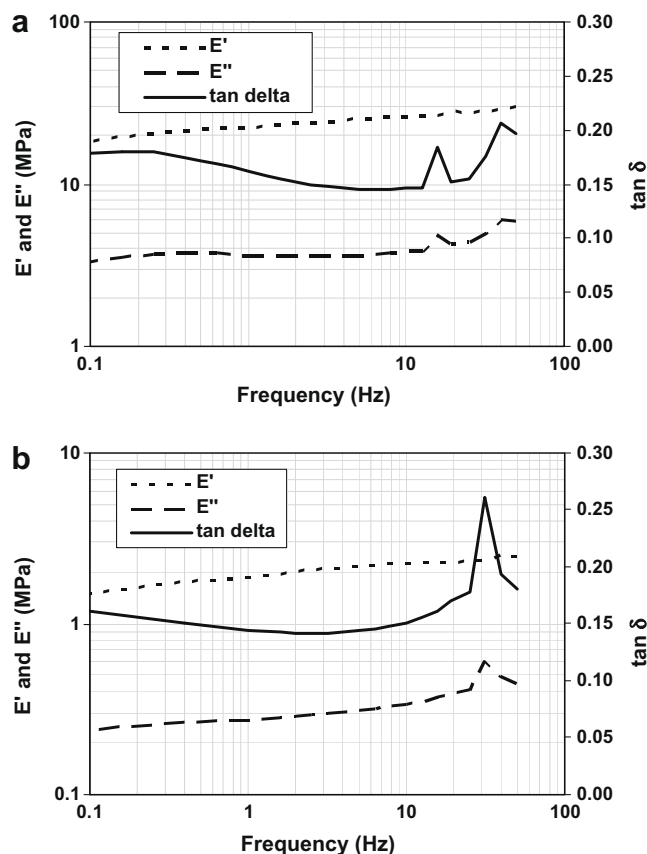 a
E'
E"
tan delta
E' and E" (MPa)
100
10
1
tan δ
0.30
0.25
0.20
0.15
0.10
0.05
0.00
0.1
10
100
Frequency (Hz)
b
E'
E"
tan delta
E' and E" (MPa)
10
1
0.1
tan δ
0.30
0.25
0.20
0.15
0.10
0.05
0.00
0.1
1
10
100
Frequency (Hz)